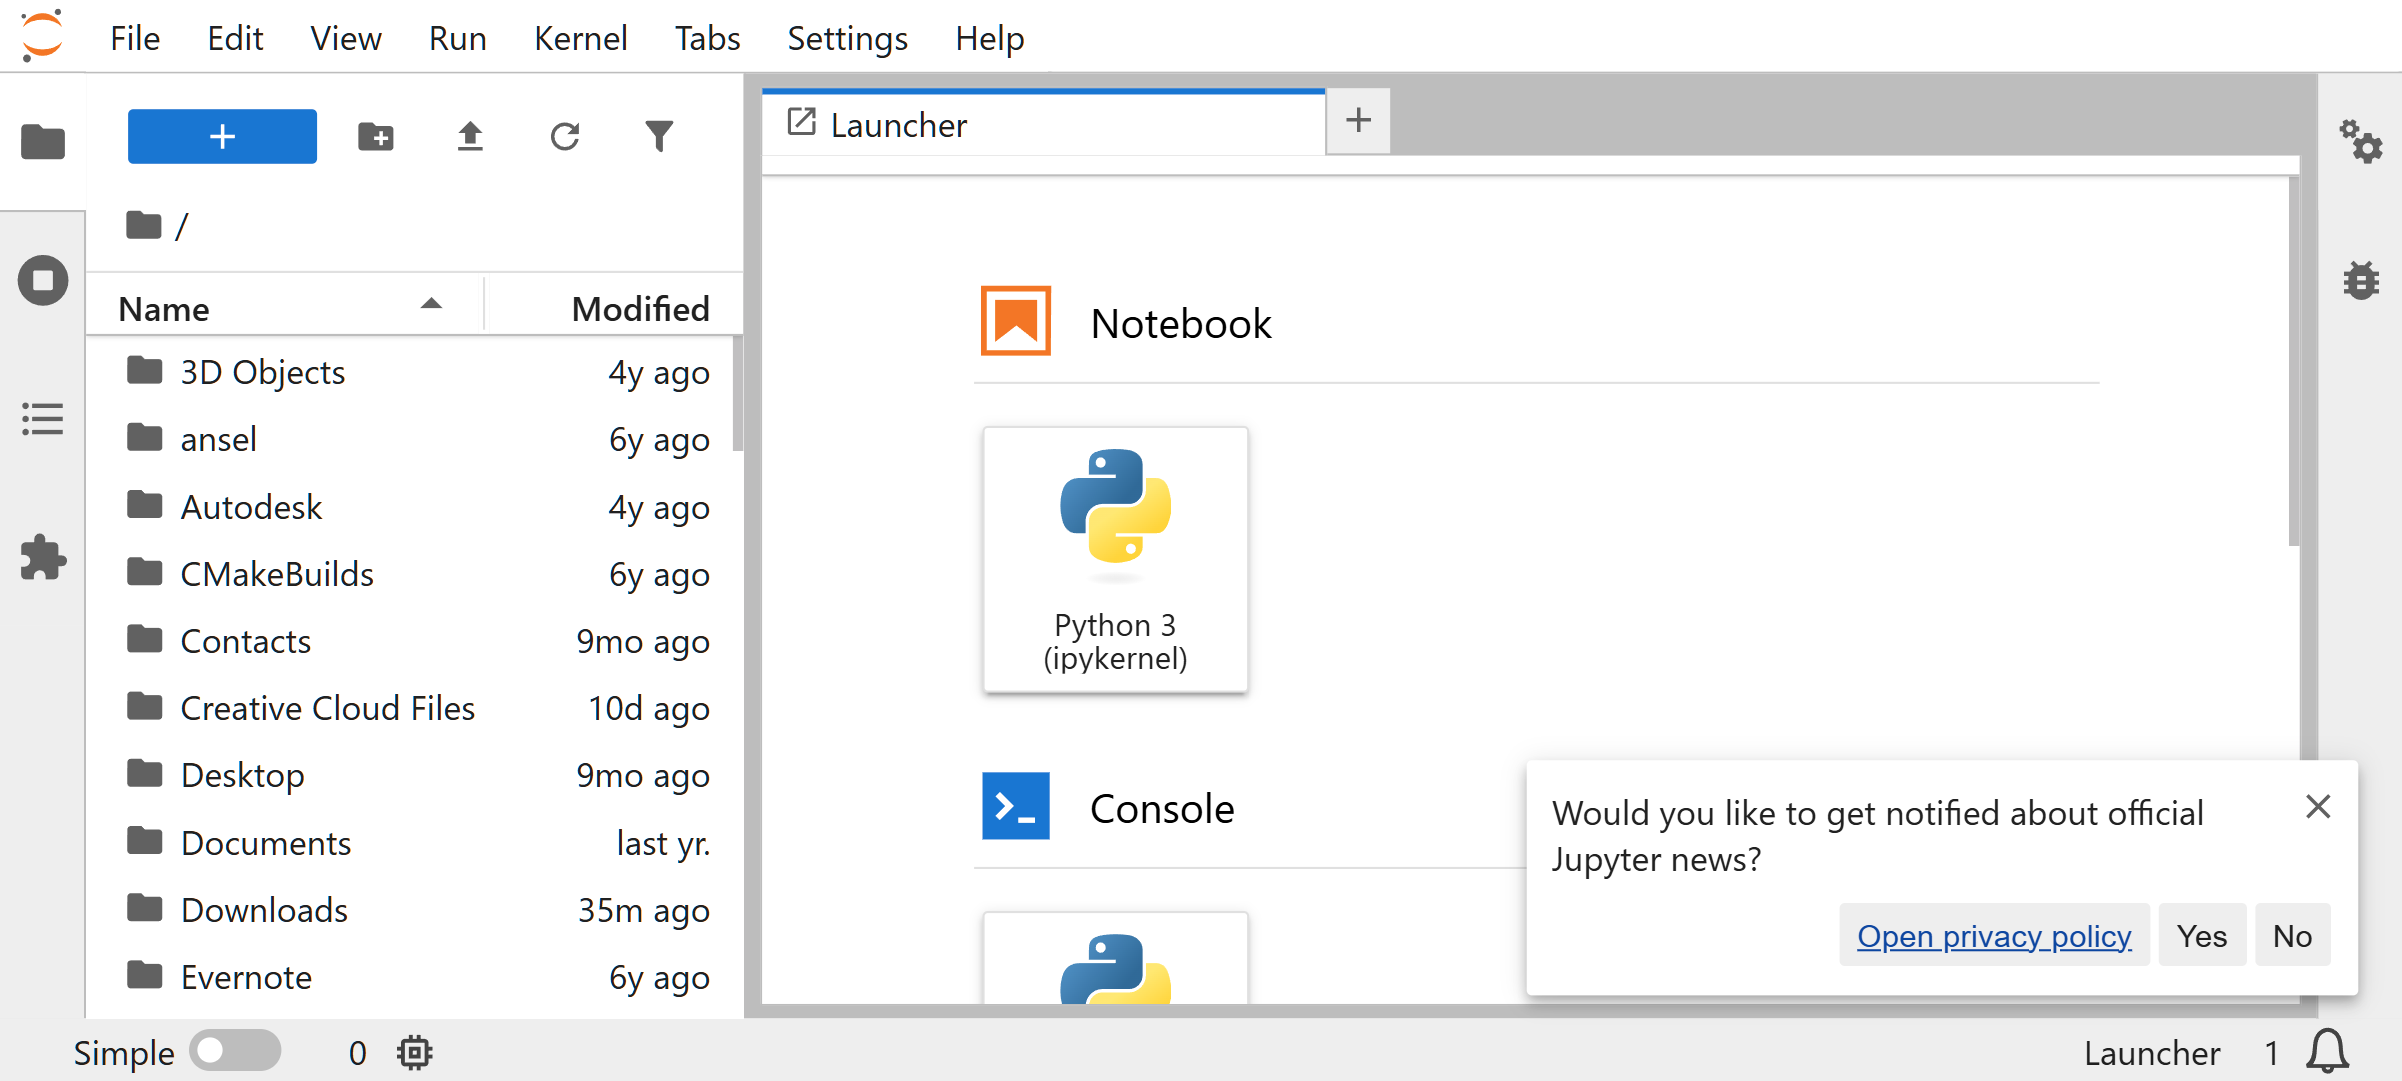 File Edit View Run Kernel Tabs Settings Help
Launcher
/
Name Modified
3D Objects 4y ago
ansel 6y ago
Autodesk 4y ago
CMakeBuilds 6y ago
Contacts 9mo ago
Creative Cloud Files 10d ago
Desktop 9mo ago
Documents last yr.
Downloads 35m ago
Evernote 6y ago
Notebook
Python 3
(ipykernel)
Console
Would you like to get notified about official
Jupyter news?
Open privacy policy Yes No
Simple 0 Launcher 1